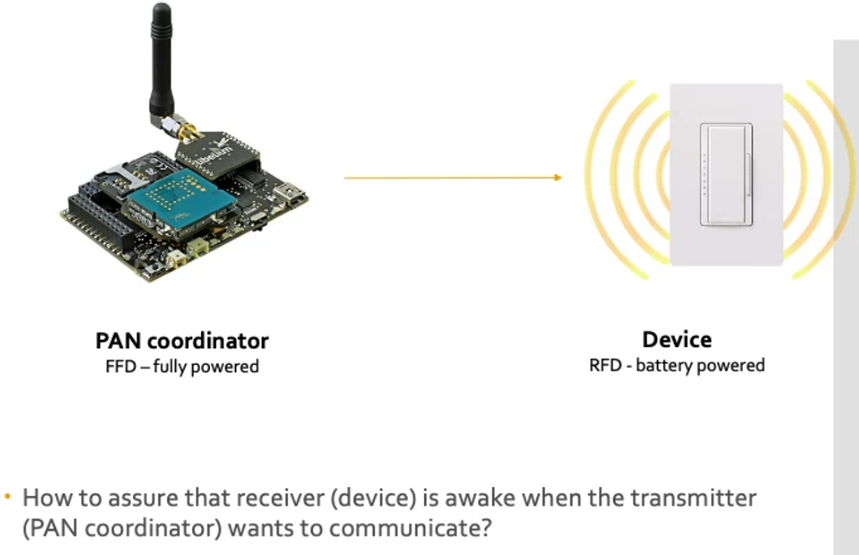 libelium
PAN coordinator
FFD – fully powered
Device
RFD - battery powered
• How to assure that receiver (device) is awake when the transmitter
(PAN coordinator) wants to communicate?